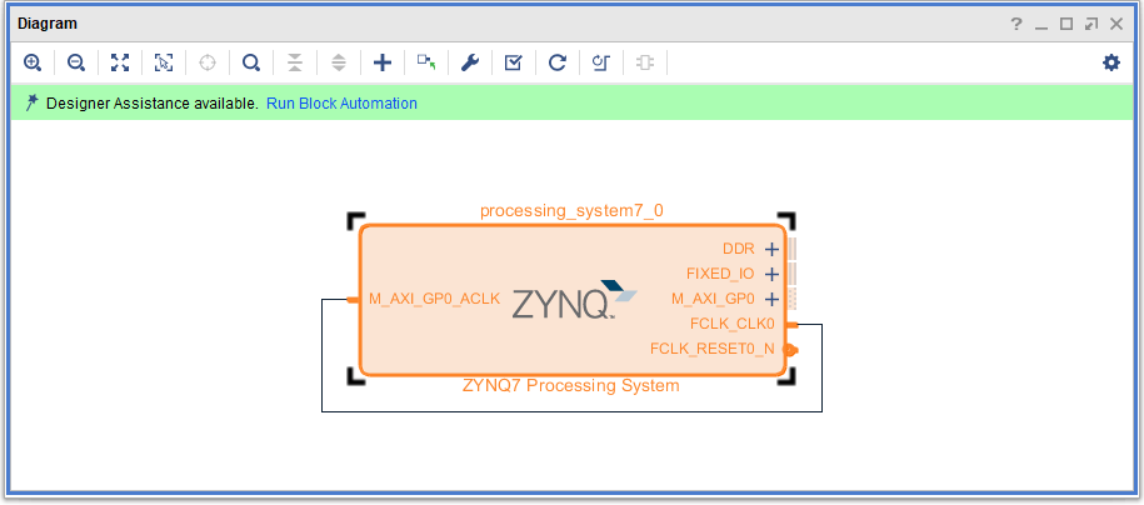 Diagram
Designer Assistance available. Run Block Automation
processing_system7_0
DDR
FIXED_IO
M_AXI_GP0_ACLK
ZYNQ
M_AXI_GP0
FCLK_CLK0
FCLK_RESET0_N
ZYNQ7 Processing System